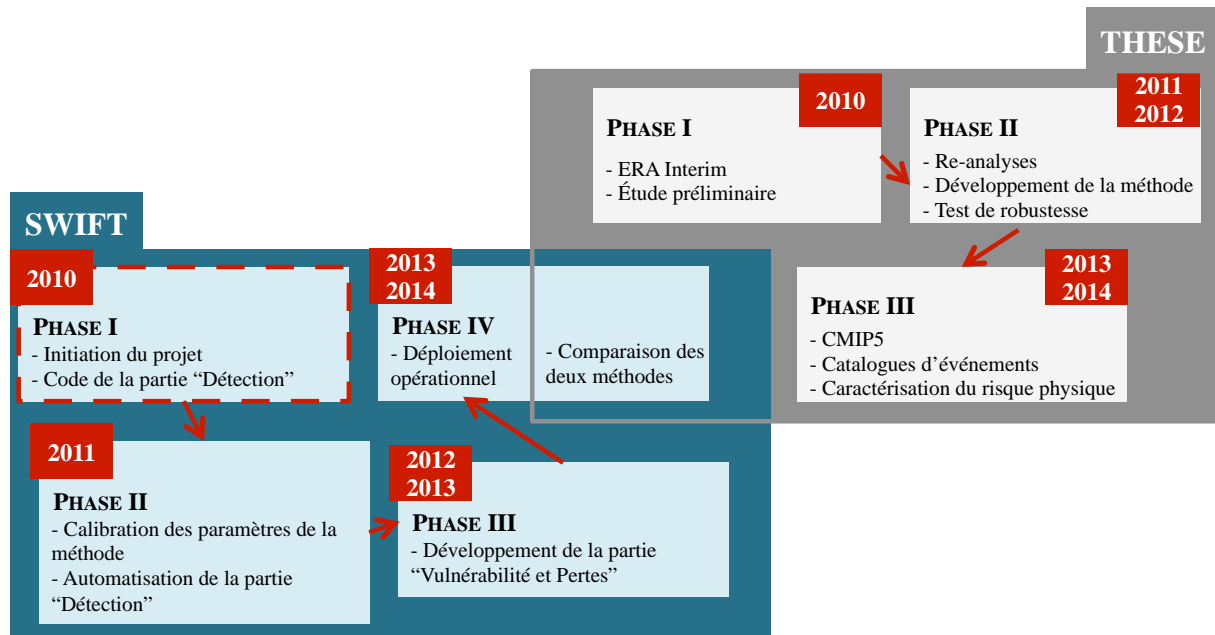 THESE
2010
PHASE I
- ERA Interim
- Étude préliminaire
2011
2012
PHASE II
- Re-analyses
- Développement de la méthode
- Test de robustesse
2013
2014
PHASE III
- CMIP5
- Catalogues d’événements
- Caractérisation du risque physique
SWIFT
2010
PHASE I
- Initiation du projet
- Code de la partie “Détection”
2011
PHASE II
- Calibration des paramètres de la
méthode
- Automatisation de la partie
“Détection”
2012
2013
PHASE III
- Développement de la partie
“Vulnérabilité et Pertes”
2013
2014
PHASE IV
- Déploiement
opérationnel
- Comparaison des
deux méthodes